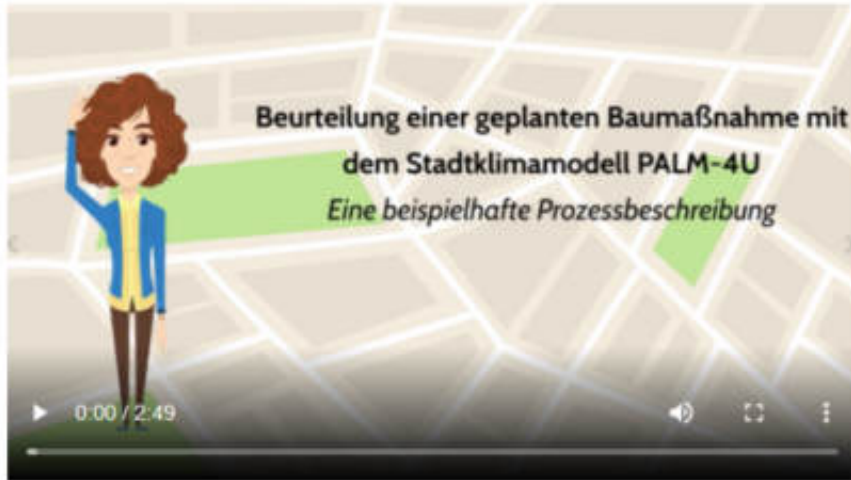 Beurteilung einer geplanten Baumaßnahme mit
dem Stadtklimamodell PALM-4U
Eine beispielhafte Prozessbeschreibung
0:00 / 2:49